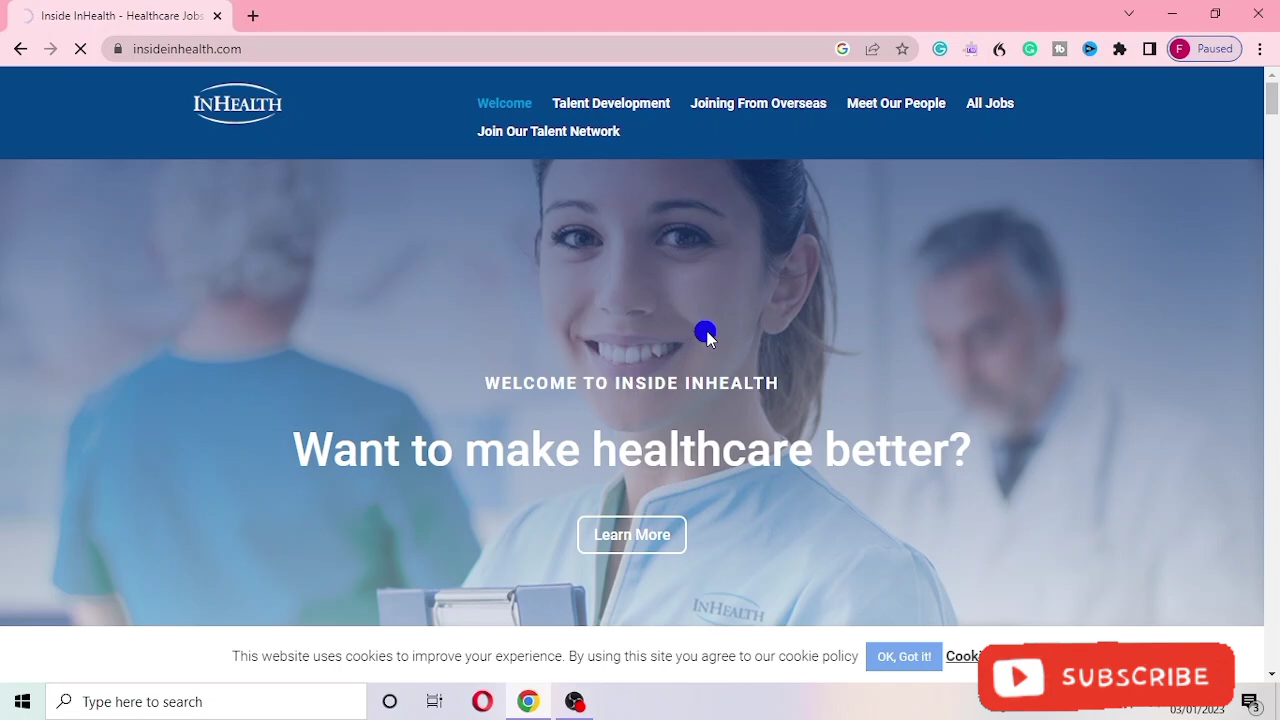 Inside InHealth - Healthcare Jobs
insideinhealth.com
F Paused
INHEALTH
Welcome Talent Development Joining From Overseas Meet Our People All Jobs
Join Our Talent Network
WELCOME TO INSIDE INHEALTH
Want to make healthcare better?
Learn More
INHEALTH
This website uses cookies to improve your experience. By using this site you agree to our cookie policy OK, Got it!
SUBSCRIBE
Type here to search
03/01/2023
3